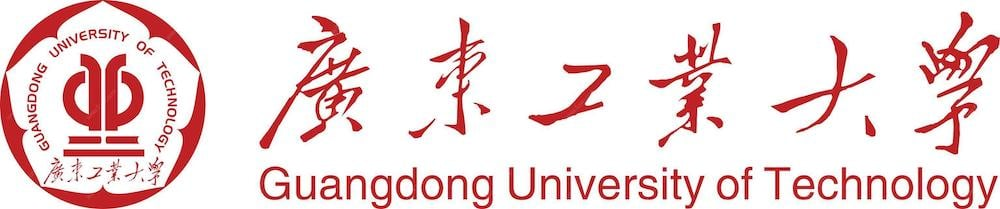 GUANGDONG UNIVERSITY OF TECHNOLOGY
廣東工業大學
廣東工業大學
Guangdong University of Technology